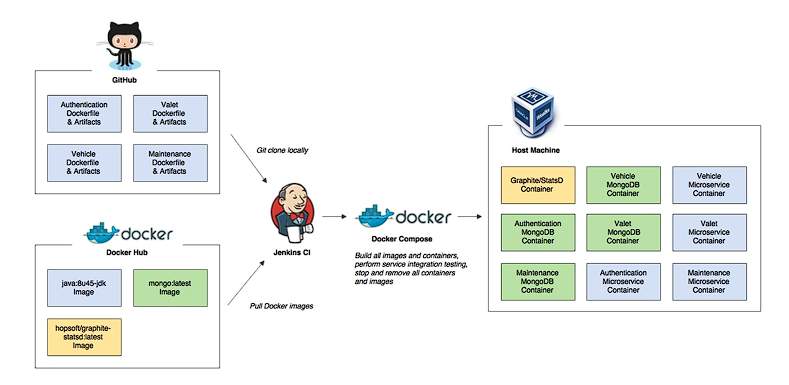 GitHub
Authentication
Dockerfile
& Artifacts
Valet
Dockerfile
& Artifacts
Vehicle
Dockerfile
& Artifacts
Maintenance
Dockerfile
& Artifacts
docker
Docker Hub
java:8u45-jdk
Image
mongo:latest
Image
hopsoft/graphite-
statsd:latest
Image
Git clone locally
Pull Docker images
Jenkins CI
docker
Docker Compose
Build all images and containers,
perform service integration testing,
stop and remove all containers
and images
Host Machine
Graphite/StatsD
Container
Vehicle
MongoDB
Container
Vehicle
Microservice
Container
Authentication
MongoDB
Container
Valet
MongoDB
Container
Valet
Microservice
Container
Maintenance
MongoDB
Container
Authentication
Microservice
Container
Maintenance
Microservice
Container